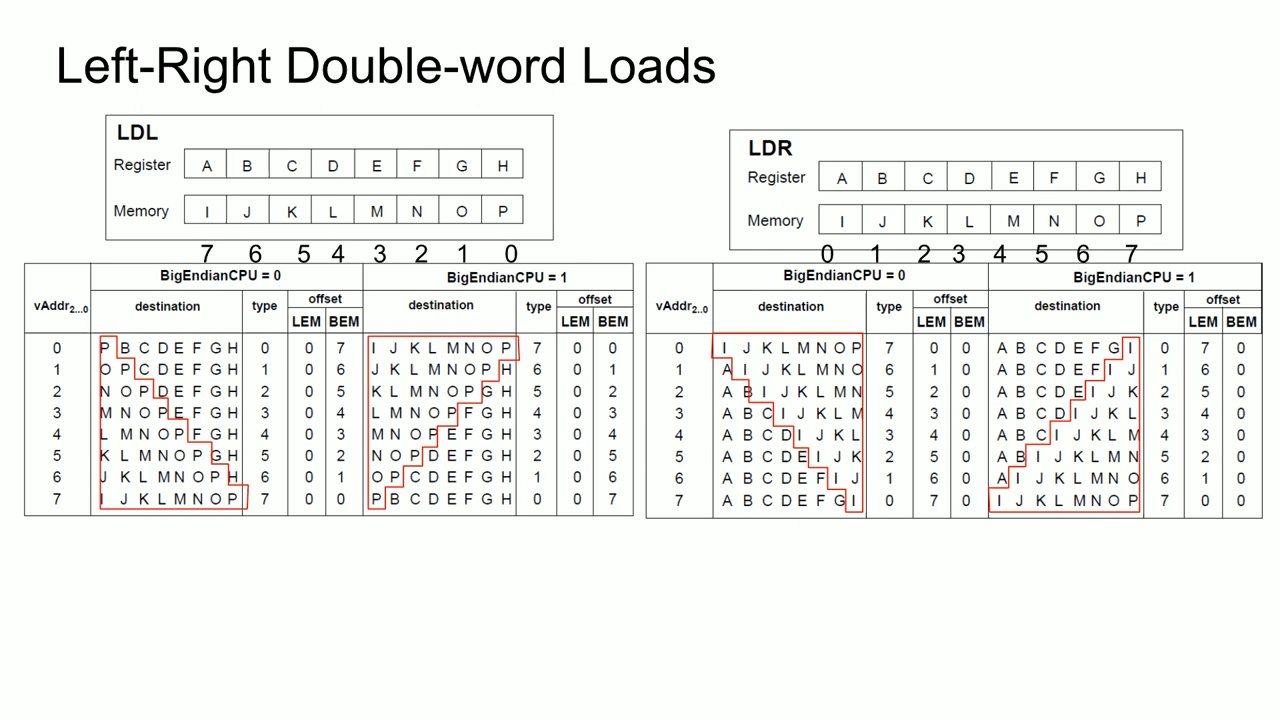 Left-Right Double-word Loads
LDL
Register A B C D E F G H
Memory I J K L M N O P
7 6 5 4 3 2 1 0
BigEndianCPU = 0 BigEndianCPU = 1
vAddr2...0 destination type offset destination type offset
LEM BEM LEM BEM
0 P B C D E F G H 0 0 7 I J K L M N O P 7 0 0
1 O P C D E F G H 1 0 6 J K L M N O P H 6 0 1
2 N O P D E F G H 2 0 5 K L M N O P G H 5 0 2
3 M N O P E F G H 3 0 4 L M N O P F G H 4 0 3
4 L M N O P F G H 4 0 3 M N O P E F G H 3 0 4
5 K L M N O P G H 5 0 2 N O P D E F G H 2 0 5
6 J K L M N O P H 6 0 1 O P C D E F G H 1 0 6
7 I J K L M N O P 7 0 0 P B C D E F G H 0 0 7
LDR
Register A B C D E F G H
Memory I J K L M N O P
0 1 2 3 4 5 6 7
BigEndianCPU = 0 BigEndianCPU = 1
vAddr2..0 destination type offset destination type offset
LEM BEM LEM BEM
0 I J K L M N O P 7 0 0 A B C D E F G I 0 7 0
1 A I J K L M N O 6 1 0 A B C D E F I J 1 6 0
2 A B I J K L M N 5 2 0 A B C D E I J K 2 5 0
3 A B C I J K L M 4 3 0 A B C D I J K L 3 4 0
4 A B C D I J K L 3 4 0 A B C I J K L M 4 3 0
5 A B C D E I J K 2 5 0 A B I J K L M N 5 2 0
6 A B C D E F I J 1 6 0 A I J K L M N O 6 1 0
7 A B C D E F G I 0 7 0 I J K L M N O P 7 0 0